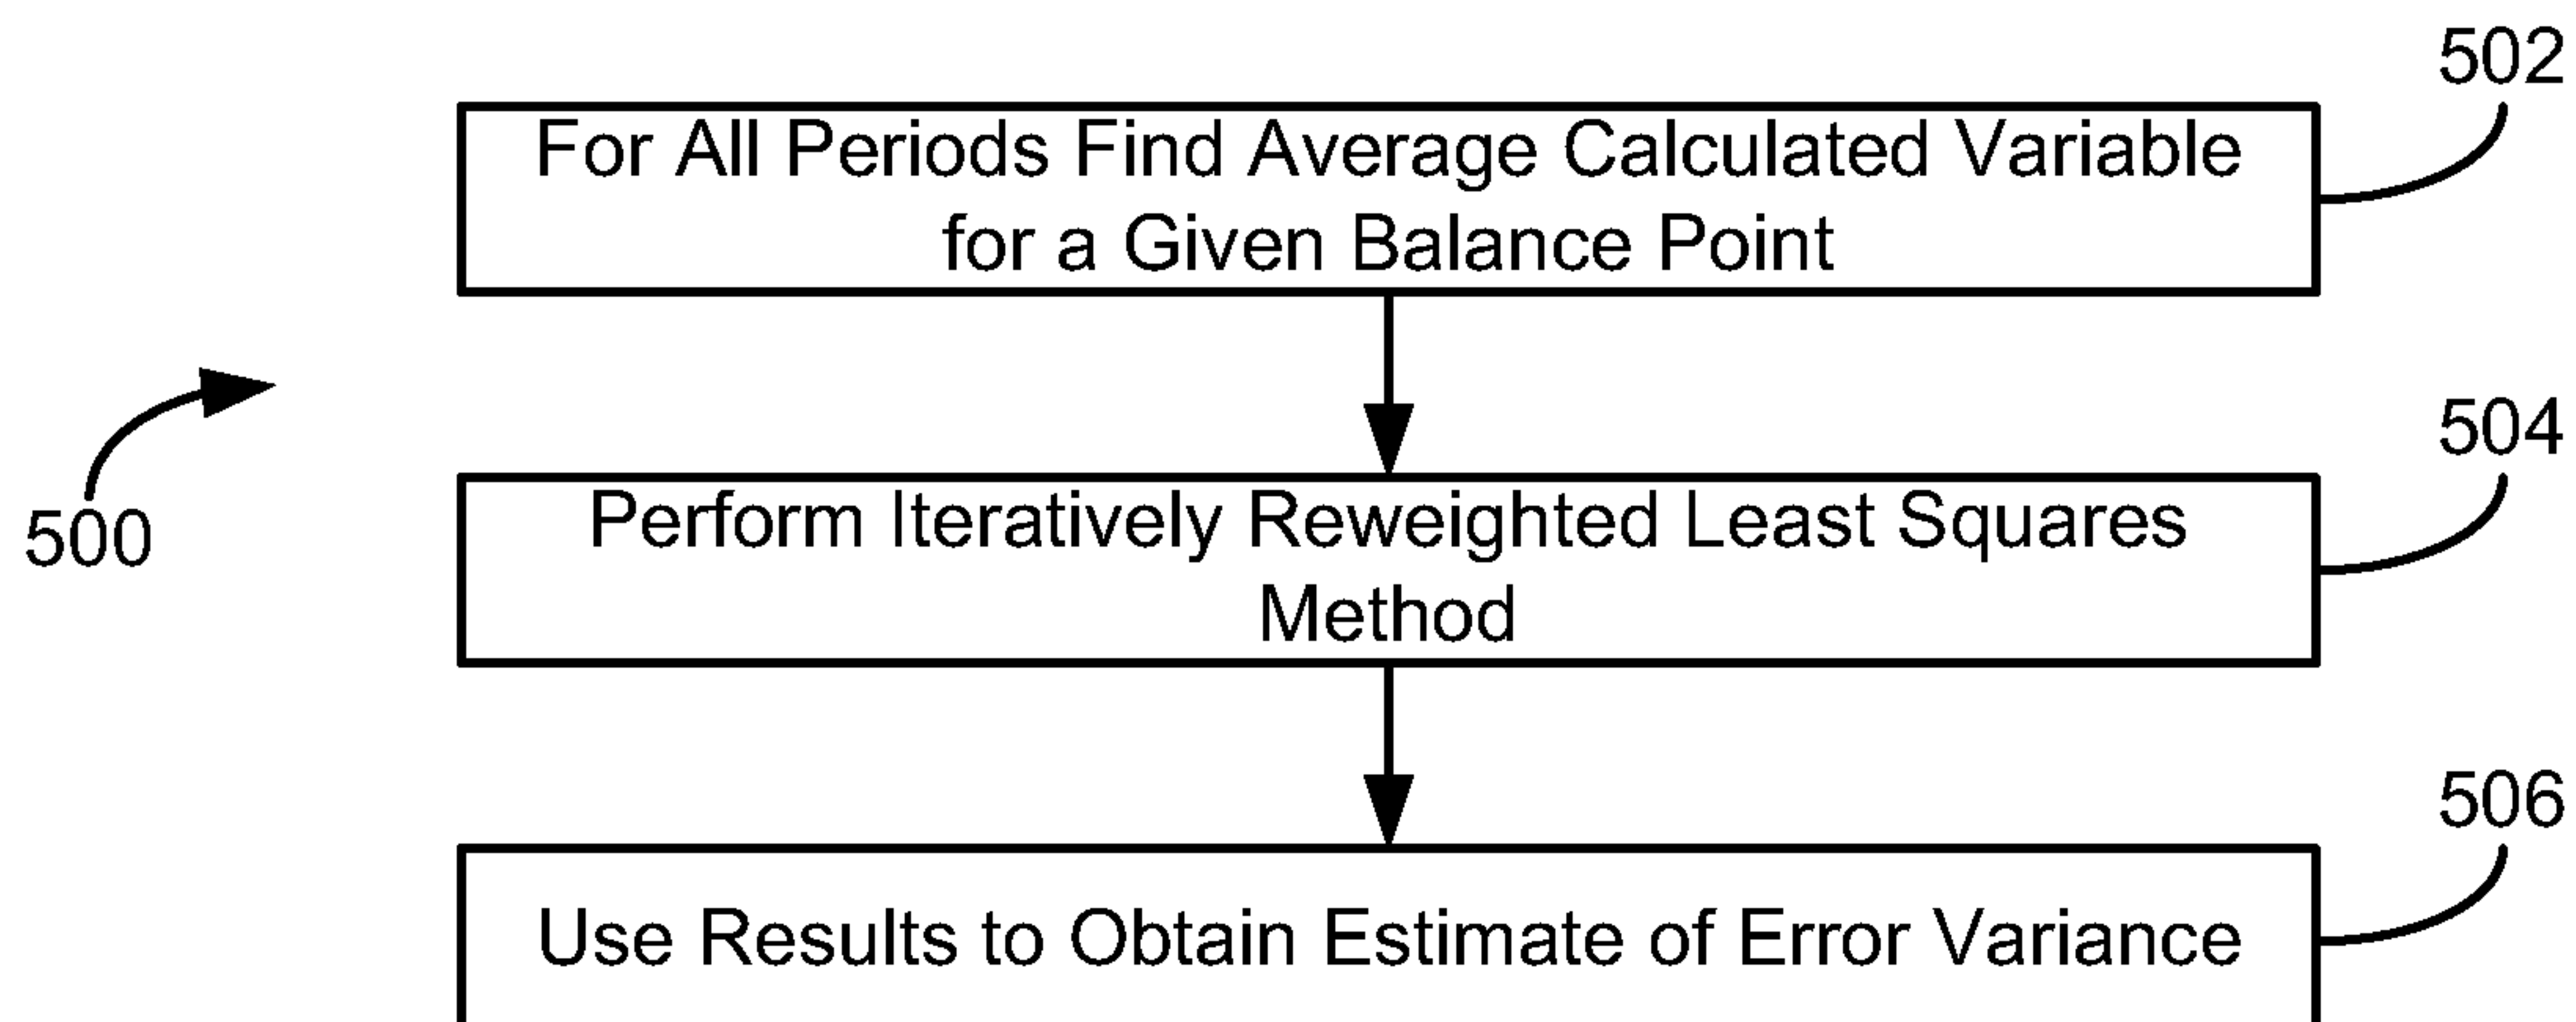 502
For All Periods Find Average Calculated Variable
for a Given Balance Point
504
500
Perform Iteratively Reweighted Least Squares
Method
506
Use Results to Obtain Estimate of Error Variance